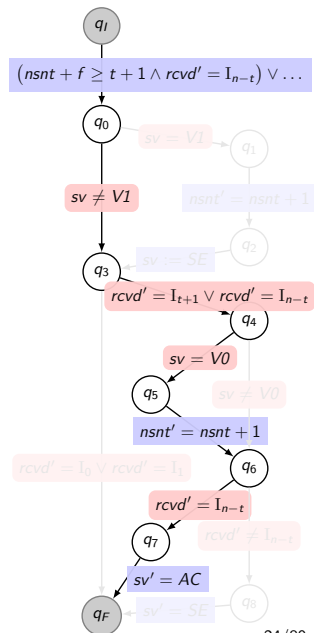 q_I
(nsnt + f ≥ t + 1 ∧ rcvd′ = I_{n−t}) ∨ …
q_0
sv = V1
q_1
sv ≠ V1
nsnt′ = nsnt + 1
q_2
sv := SE
q_3
rcvd′ = I_{t+1} ∨ rcvd′ = I_{n−t}
q_4
sv = V0
q_5
sv ≠ V0
nsnt′ = nsnt + 1
rcvd′ = I_0 ∨ rcvd′ = I_1
q_6
rcvd′ = I_{n−t}
q_7
rcvd′ ≠ I_{n−t}
sv′ = AC
q_F
sv′ = SE
q_8